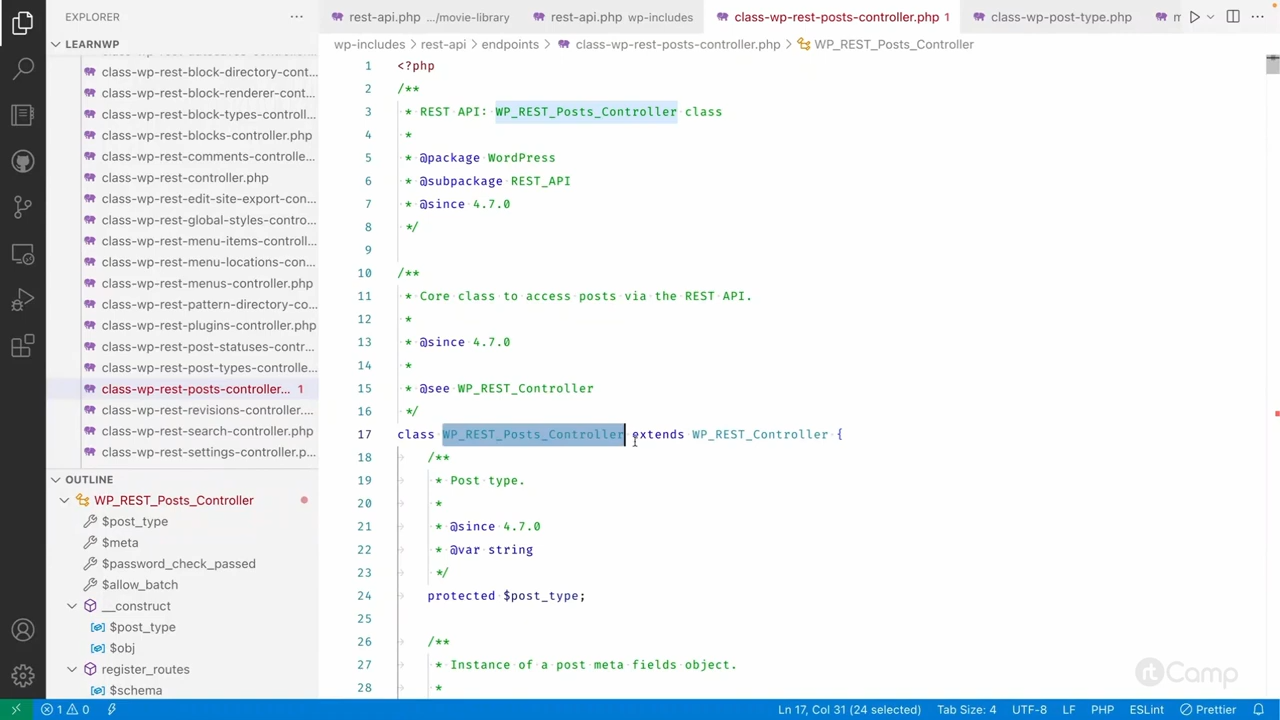 EXPLORER
rest-api.php .../movie-library
rest-api.php wp-includes
class-wp-rest-posts-controller.php 1
class-wp-post-type.php
LEARNWP
wp-includes > rest-api > endpoints > class-wp-rest-posts-controller.php > WP_REST_Posts_Controller
class-wp-rest-block-directory-cont...
class-wp-rest-block-renderer-cont...
class-wp-rest-block-types-controll...
class-wp-rest-blocks-controller.php
class-wp-rest-comments-controlle...
class-wp-rest-controller.php
class-wp-rest-edit-site-export-con...
class-wp-rest-global-styles-contro...
class-wp-rest-menu-items-controll...
class-wp-rest-menu-locations-con...
class-wp-rest-menus-controller.php
class-wp-rest-pattern-directory-co...
class-wp-rest-plugins-controller.php
class-wp-rest-post-statuses-contr...
class-wp-rest-post-types-controlle...
class-wp-rest-posts-controller... 1
class-wp-rest-revisions-controller....
class-wp-rest-search-controller.php
class-wp-rest-settings-controller.p...
OUTLINE
WP_REST_Posts_Controller
$post_type
$meta
$password_check_passed
$allow_batch
__construct
$post_type
$obj
register_routes
$schema
1 <?php
2 /**
3 * REST API: WP_REST_Posts_Controller class
4 *
5 * @package WordPress
6 * @subpackage REST_API
7 * @since 4.7.0
8 */
9
10 /**
11 * Core class to access posts via the REST API.
12 *
13 * @since 4.7.0
14 *
15 * @see WP_REST_Controller
16 */
17 class WP_REST_Posts_Controller extends WP_REST_Controller {
18 /**
19 * Post type.
20 *
21 * @since 4.7.0
22 * @var string
23 */
24 protected $post_type;
25
26 /**
27 * Instance of a post meta fields object.
28 *
rtCamp
1 0
Ln 17, Col 31 (24 selected) Tab Size: 4 UTF-8 LF PHP ESLint Prettier